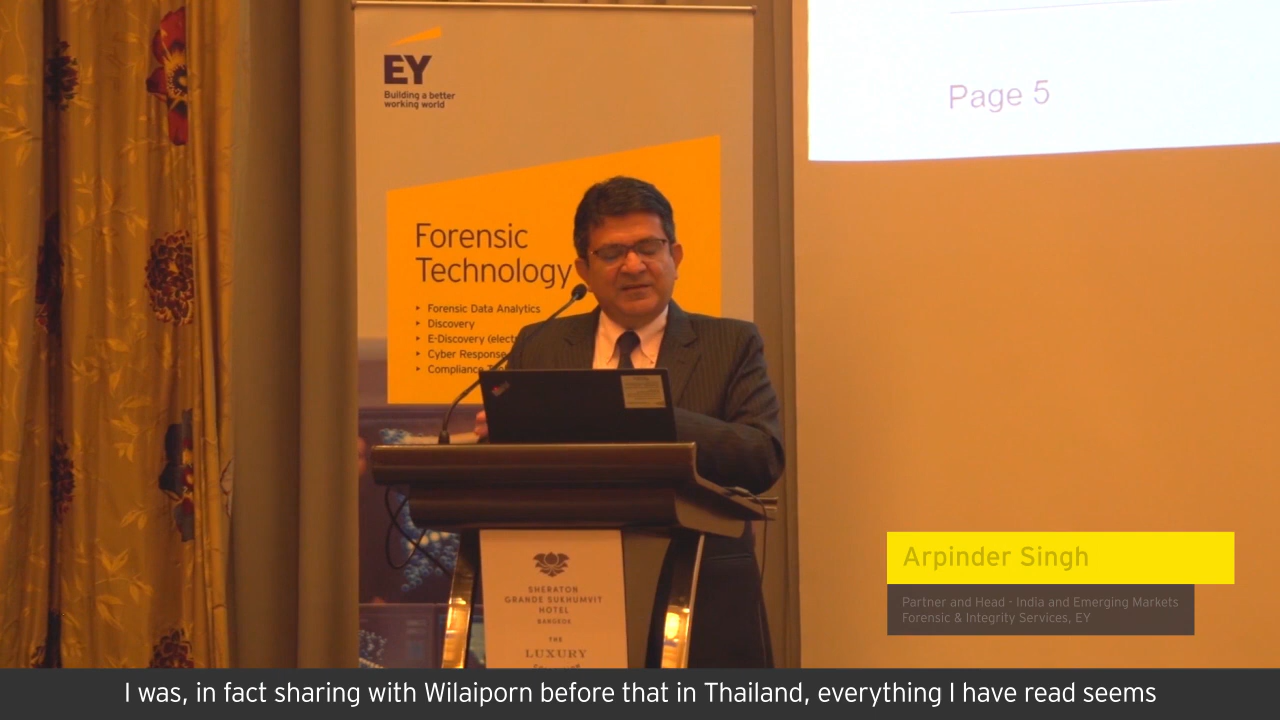 EY
Building a better
working world
Page 5
Forensic
Technology
Forensic Data Analytics
Discovery
E-Discovery
Cyber Response
Compliance
SHERATON
GRANDE SUKHUMVIT
HOTEL
BANGKOK
THE
LUXURY
Arpinder Singh
Partner and Head - India and Emerging Markets
Forensic & Integrity Services, EY
I was, in fact sharing with Wilaiporn before that in Thailand, everything I have read seems